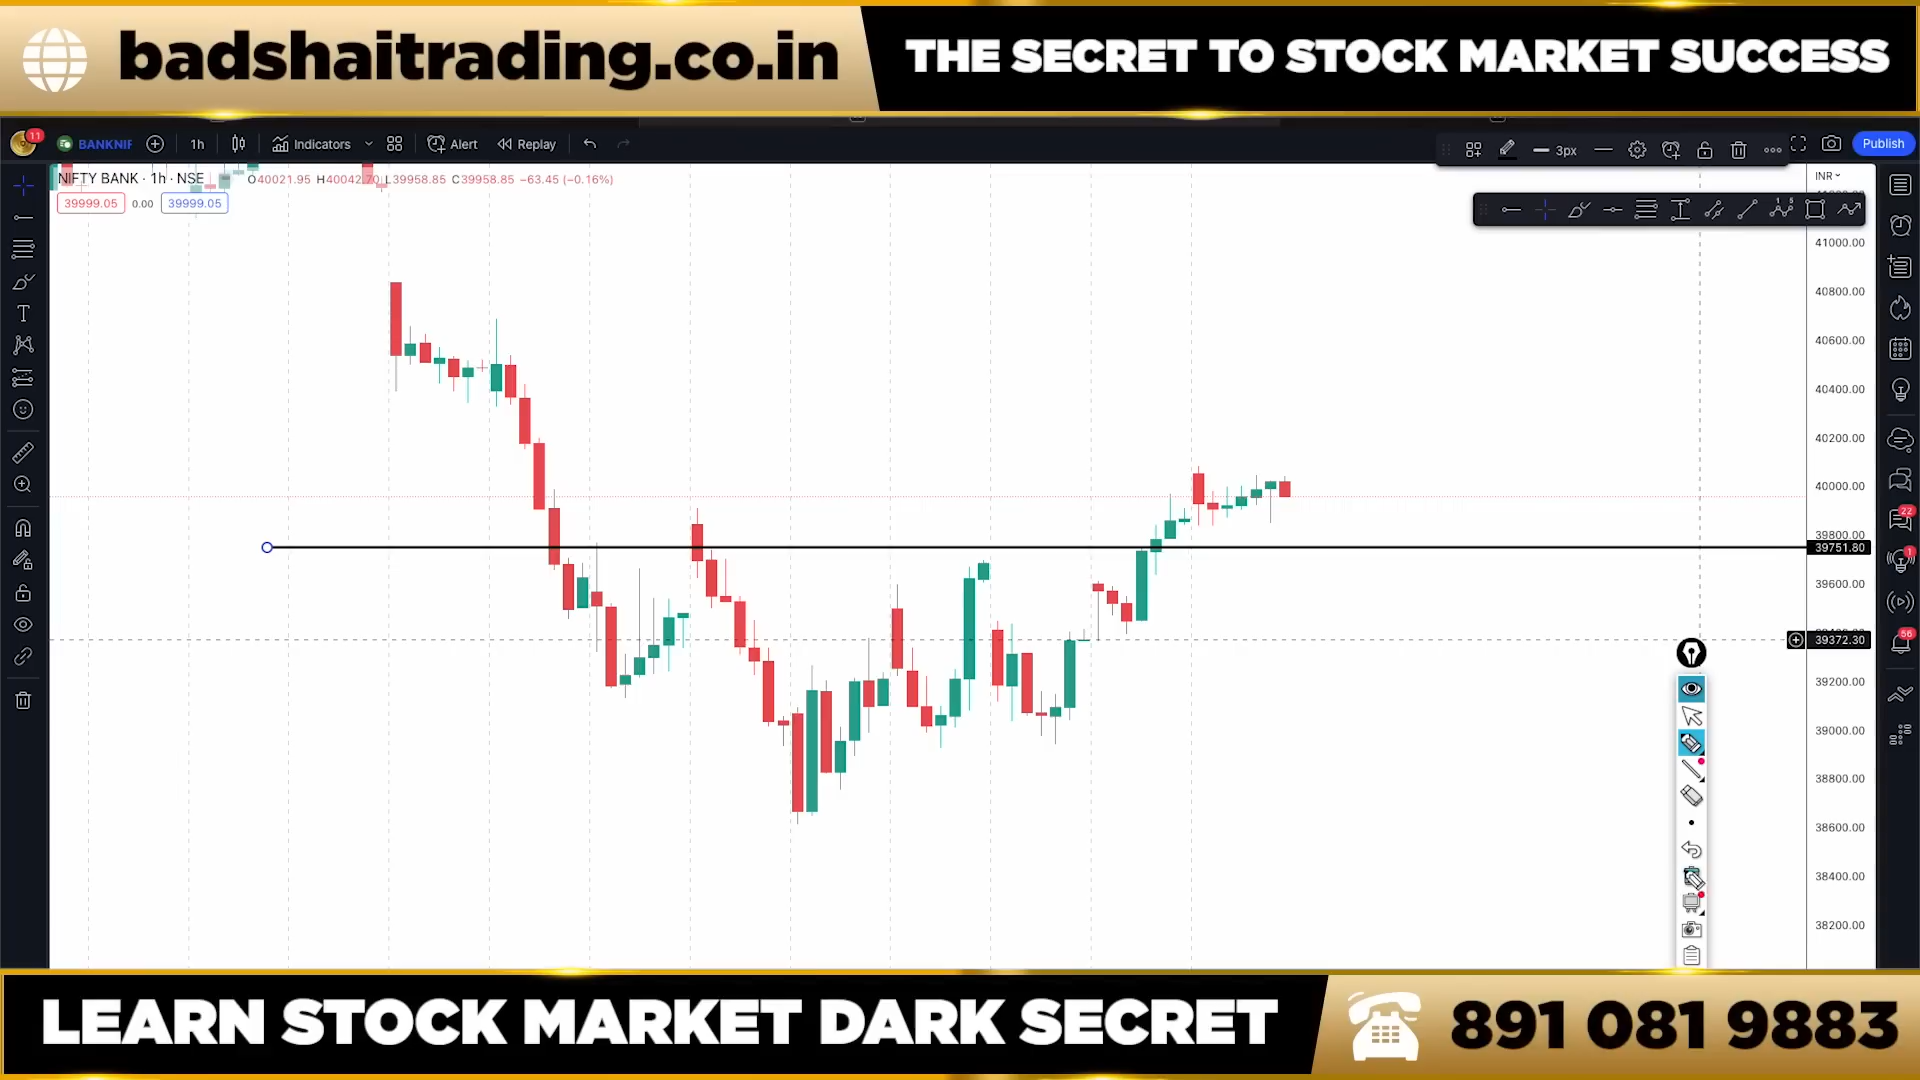 badshaitrading.co.in
THE SECRET TO STOCK MARKET SUCCESS
11
BANKNIF
1h
Indicators
Alert
Replay
3px
Publish
NIFTY BANK · 1h · NSE
O40021.95 H40042.70 L39958.85 C39958.85 −63.45 (−0.16%)
INR
39999.05
0.00
39999.05
41000.00
40800.00
40600.00
40400.00
40200.00
40000.00
39800.00
39751.80
39600.00
39372.30
39200.00
39000.00
38800.00
38600.00
38400.00
38200.00
22
1
56
LEARN STOCK MARKET DARK SECRET
891 081 9883